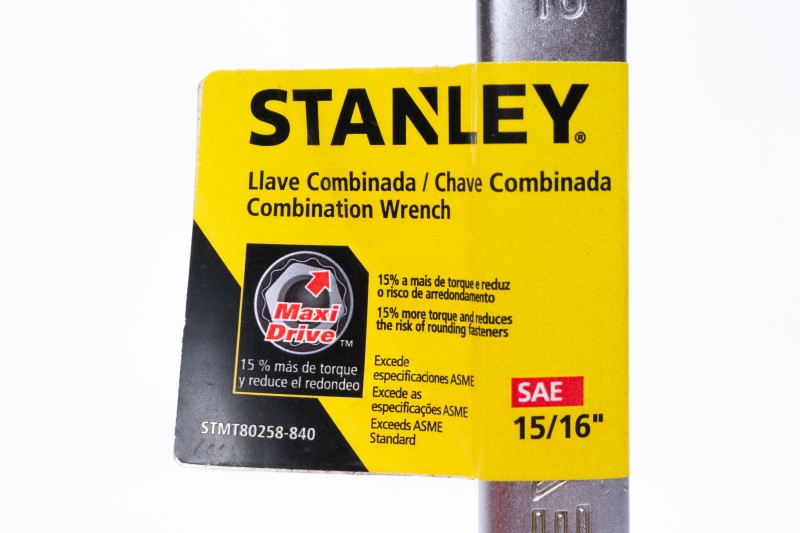 16
STANLEY®
Llave Combinada / Chave Combinada
Combination Wrench
15% a mais de torque e reduz
o risco de arredondamento
15% more torque and reduces
the risk of rounding fasteners
Maxi
Drive™
15 % más de torque
y reduce el redondeo
Excede
especificaciones ASME
Excede as
especificações ASME
Exceeds ASME
Standard
SAE
15/16"
STMT80258-840